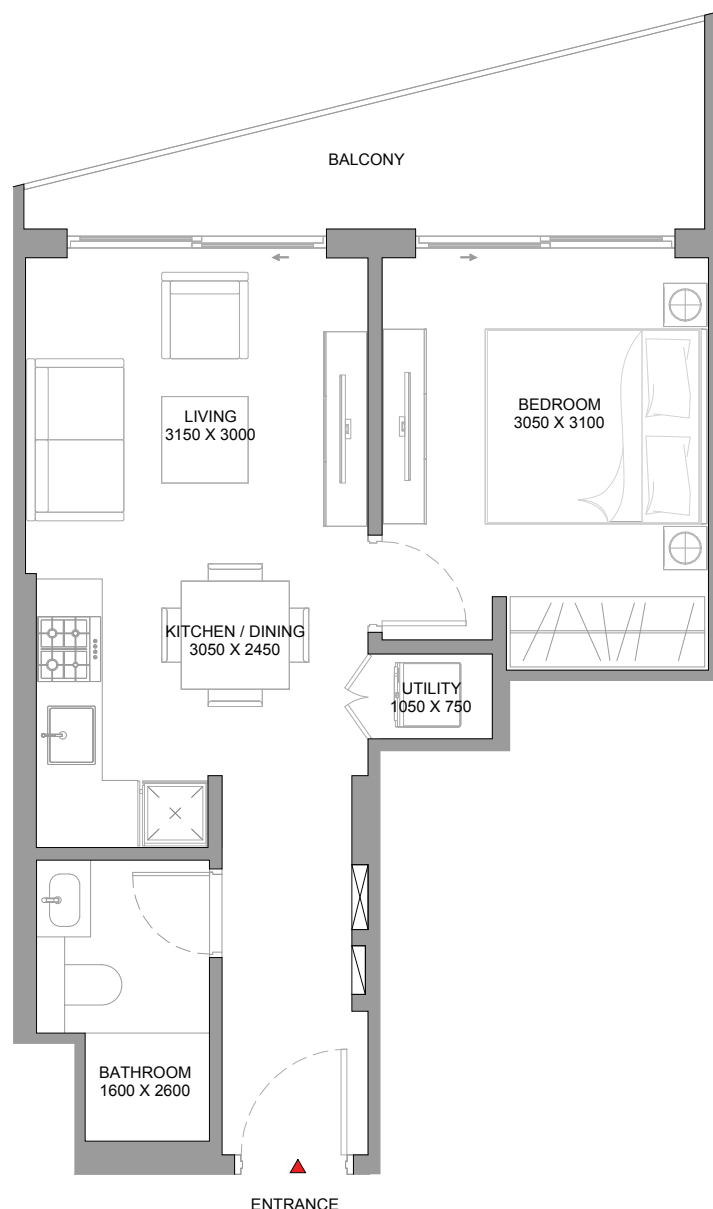 BALCONY
LIVING
3150 X 3000
BEDROOM
3050 X 3100
KITCHEN / DINING
3050 X 2450
UTILITY
1050 X 750
BATHROOM
1600 X 2600
ENTRANCE